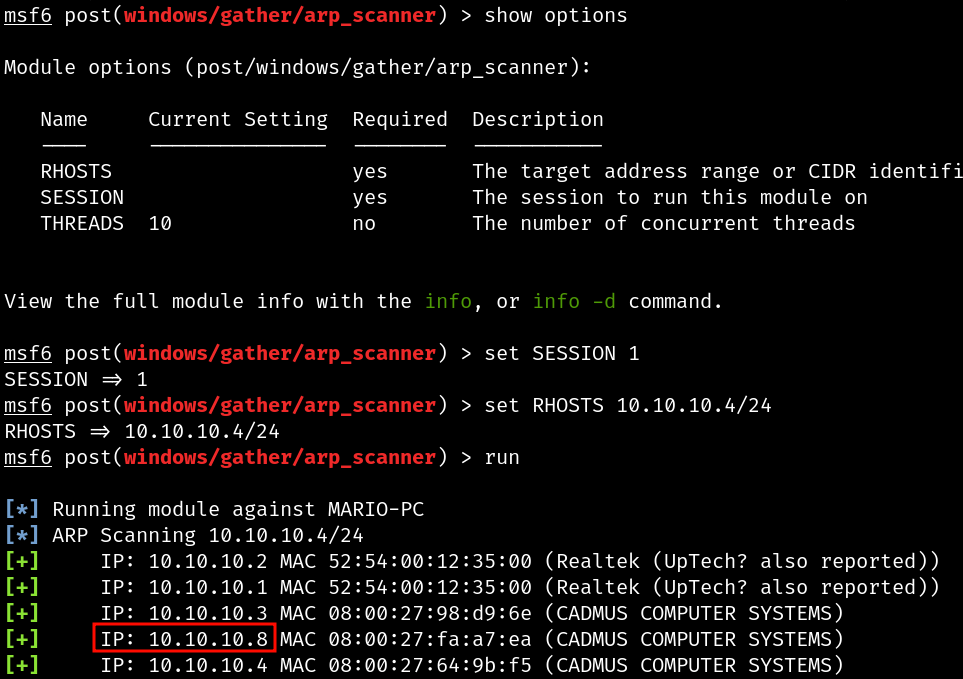 msf6 post(windows/gather/arp_scanner) > show options
Module options (post/windows/gather/arp_scanner):
Name Current Setting Required Description
---- --------------- -------- -----------
RHOSTS yes The target address range or CIDR identifi
SESSION yes The session to run this module on
THREADS 10 no The number of concurrent threads
View the full module info with the info, or info -d command.
msf6 post(windows/gather/arp_scanner) > set SESSION 1
SESSION => 1
msf6 post(windows/gather/arp_scanner) > set RHOSTS 10.10.10.4/24
RHOSTS => 10.10.10.4/24
msf6 post(windows/gather/arp_scanner) > run
[*] Running module against MARIO-PC
[*] ARP Scanning 10.10.10.4/24
[+] IP: 10.10.10.2 MAC 52:54:00:12:35:00 (Realtek (UpTech? also reported))
[+] IP: 10.10.10.1 MAC 52:54:00:12:35:00 (Realtek (UpTech? also reported))
[+] IP: 10.10.10.3 MAC 08:00:27:98:d9:6e (CADMUS COMPUTER SYSTEMS)
[+] IP: 10.10.10.8 MAC 08:00:27:fa:a7:ea (CADMUS COMPUTER SYSTEMS)
[+] IP: 10.10.10.4 MAC 08:00:27:64:9b:f5 (CADMUS COMPUTER SYSTEMS)